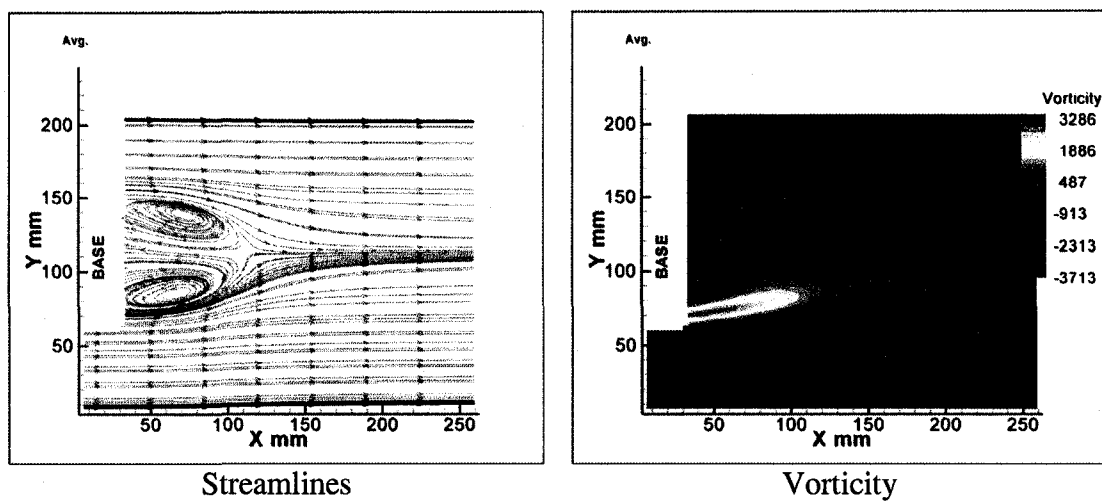 Avg.
200
150
100
50
Y mm
BASE
50 100 150 200 250
X mm
Streamlines
Avg.
200
150
100
50
Y mm
BASE
50 100 150 200 250
X mm
Vorticity
3286
1886
487
-913
-2313
-3713
Vorticity